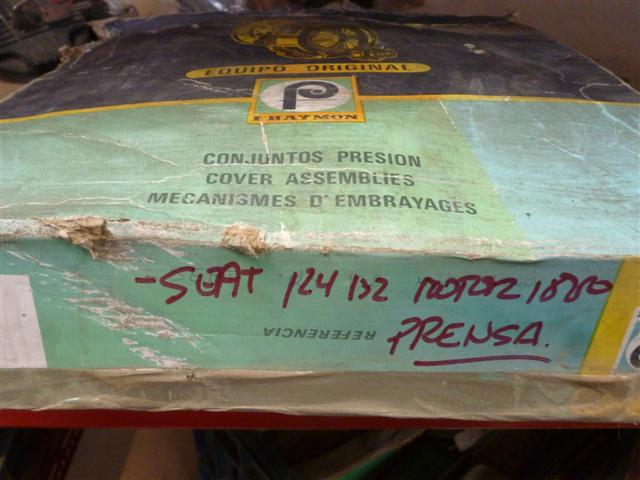 EQUIPO ORIGINAL
P
FRAYMON
CONJUNTOS PRESION
COVER ASSEMBLIES
MECANISMES D'EMBRAYAGES
-SEAT 124 132 MOTOR 1800
REFERENCIA
PRENSA.